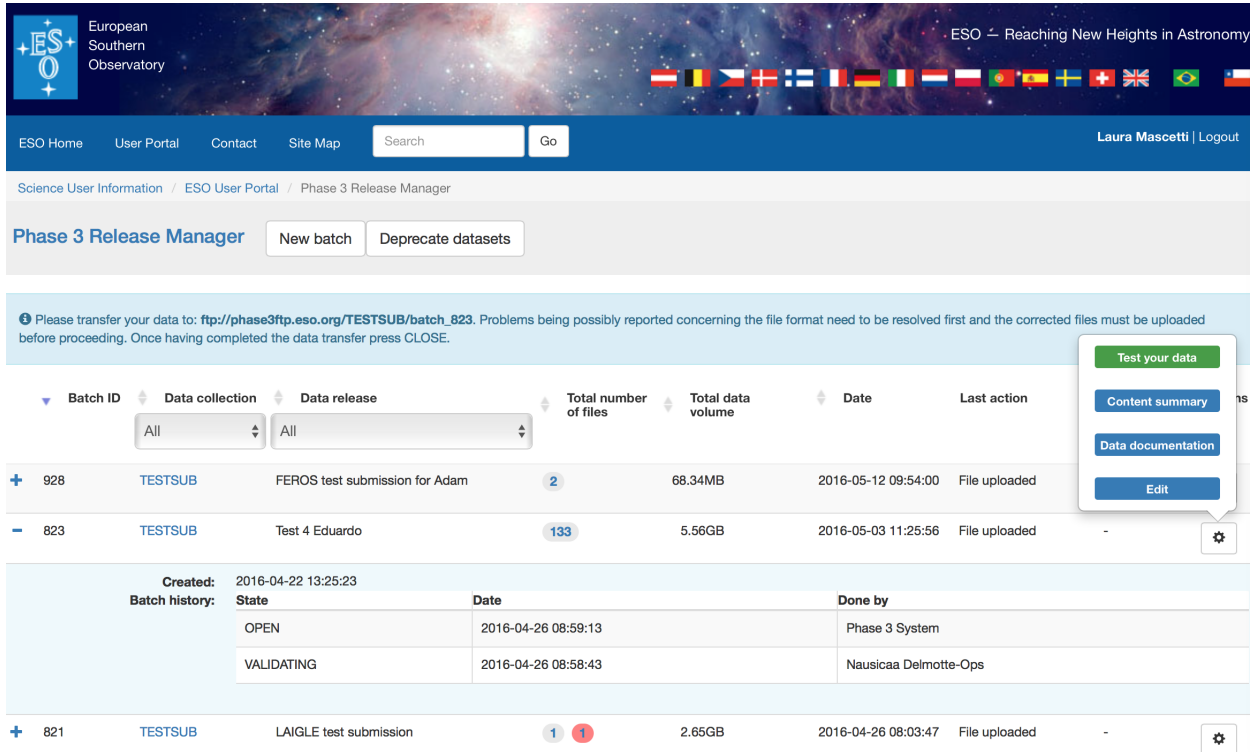 European
Southern
Observatory
ESO
ESO — Reaching New Heights in Astronomy
ESO Home User Portal Contact Site Map Search Go Laura Mascetti | Logout
Science User Information / ESO User Portal / Phase 3 Release Manager
Phase 3 Release Manager New batch Deprecate datasets
Please transfer your data to: ftp://phase3ftp.eso.org/TESTSUB/batch_823. Problems being possibly reported concerning the file format need to be resolved first and the corrected files must be uploaded
before proceeding. Once having completed the data transfer press CLOSE.
Test your data
Content summary
Data documentation
Edit
Batch ID Data collection Data release Total number of files Total data volume Date Last action
All All
928 TESTSUB FEROS test submission for Adam 2 68.34MB 2016-05-12 09:54:00 File uploaded
823 TESTSUB Test 4 Eduardo 133 5.56GB 2016-05-03 11:25:56 File uploaded -
Created: 2016-04-22 13:25:23
Batch history: State Date Done by
OPEN 2016-04-26 08:59:13 Phase 3 System
VALIDATING 2016-04-26 08:58:43 Nausicaa Delmotte-Ops
821 TESTSUB LAIGLE test submission 1 1 2.65GB 2016-04-26 08:03:47 File uploaded -